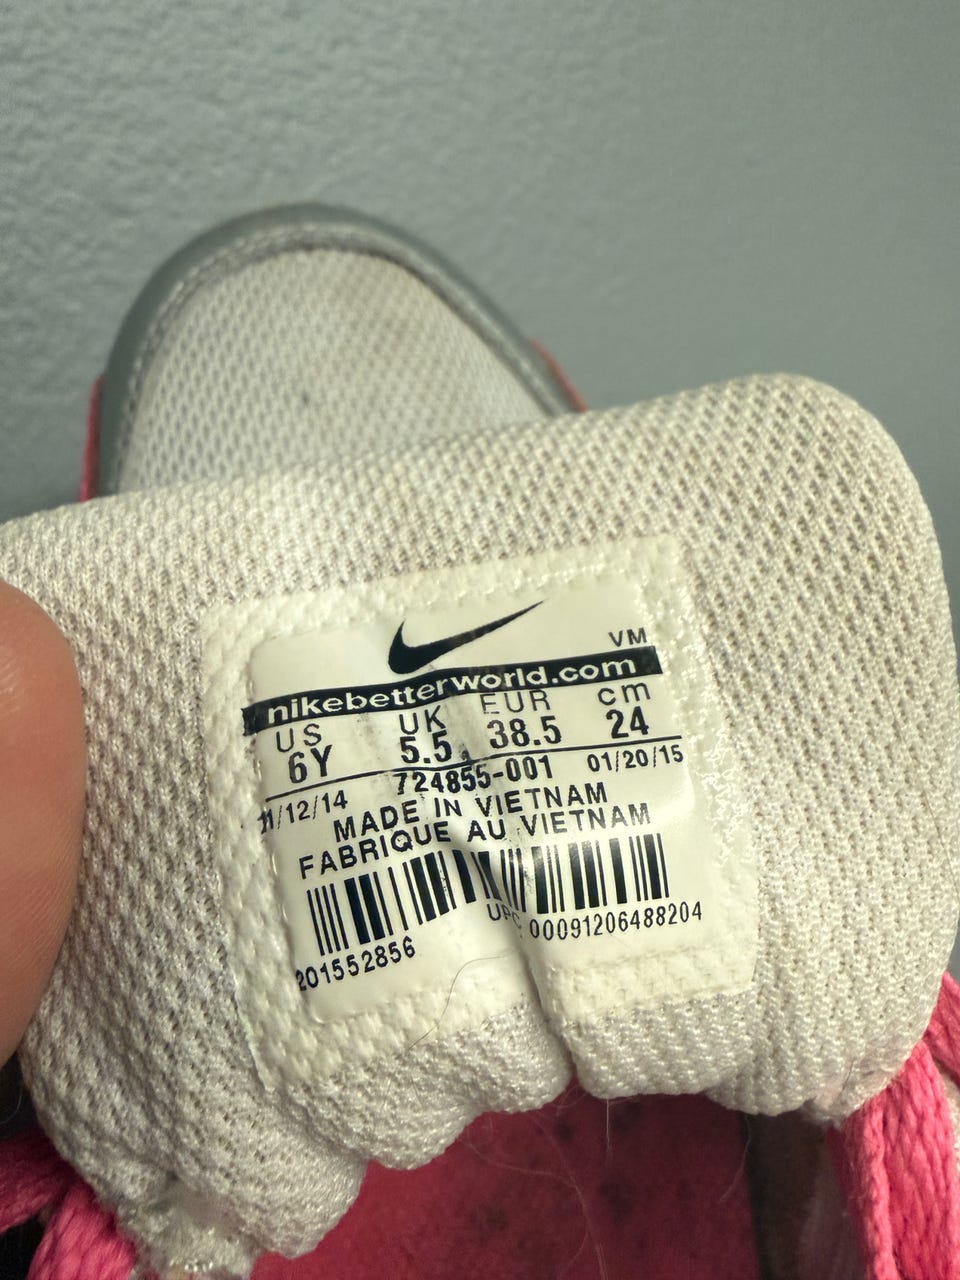 VM
nikebetterworld.com
US UK EUR cm
6Y 5.5 38.5 24
11/12/14 724855-001 01/20/15
MADE IN VIETNAM
FABRIQUE AU VIETNAM
UPC 00091206488204
201552856